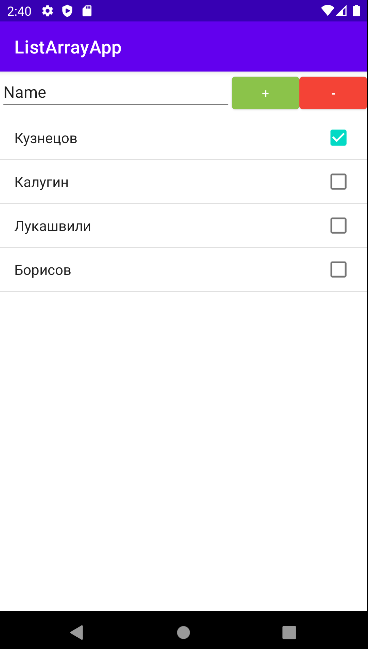 2:40
ListArrayApp
Name + -
Кузнецов
Калугин
Лукашвили
Борисов